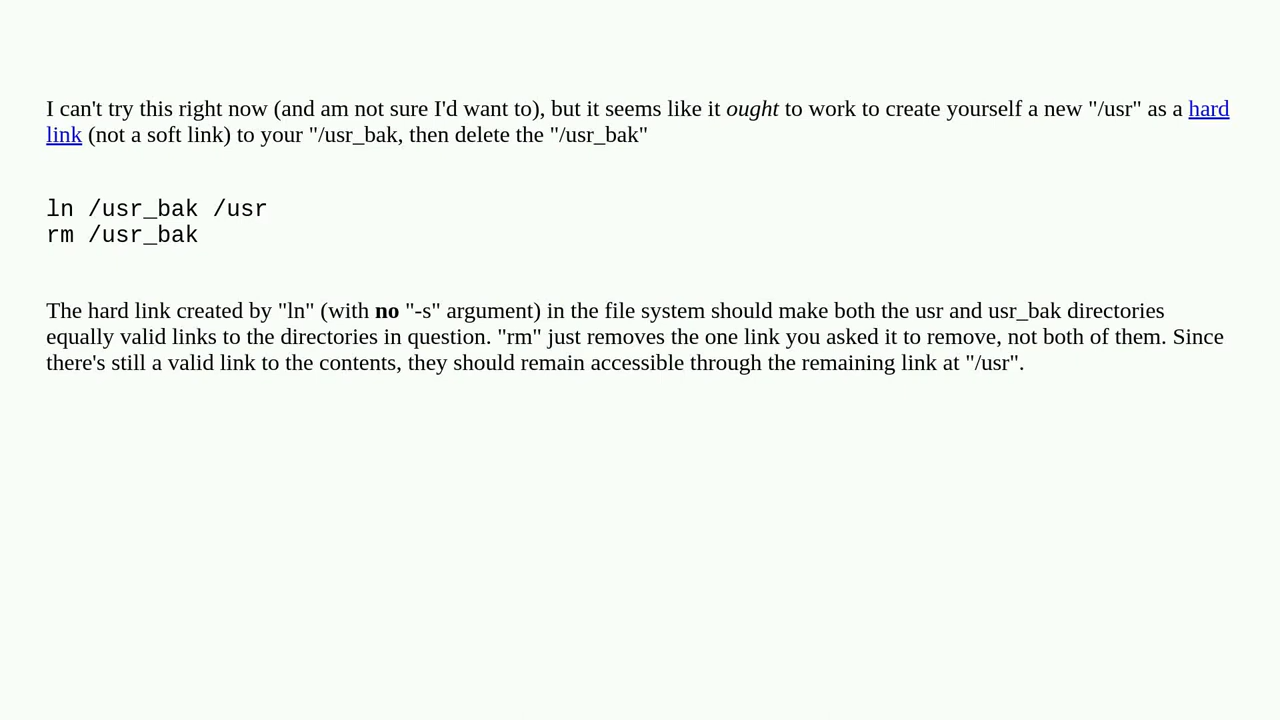 I can't try this right now (and am not sure I'd want to), but it seems like it ought to work to create yourself a new "/usr" as a hard
link (not a soft link) to your "/usr_bak, then delete the "/usr_bak"
ln /usr_bak /usr
rm /usr_bak
The hard link created by "ln" (with no "-s" argument) in the file system should make both the usr and usr_bak directories
equally valid links to the directories in question. "rm" just removes the one link you asked it to remove, not both of them. Since
there's still a valid link to the contents, they should remain accessible through the remaining link at "/usr".